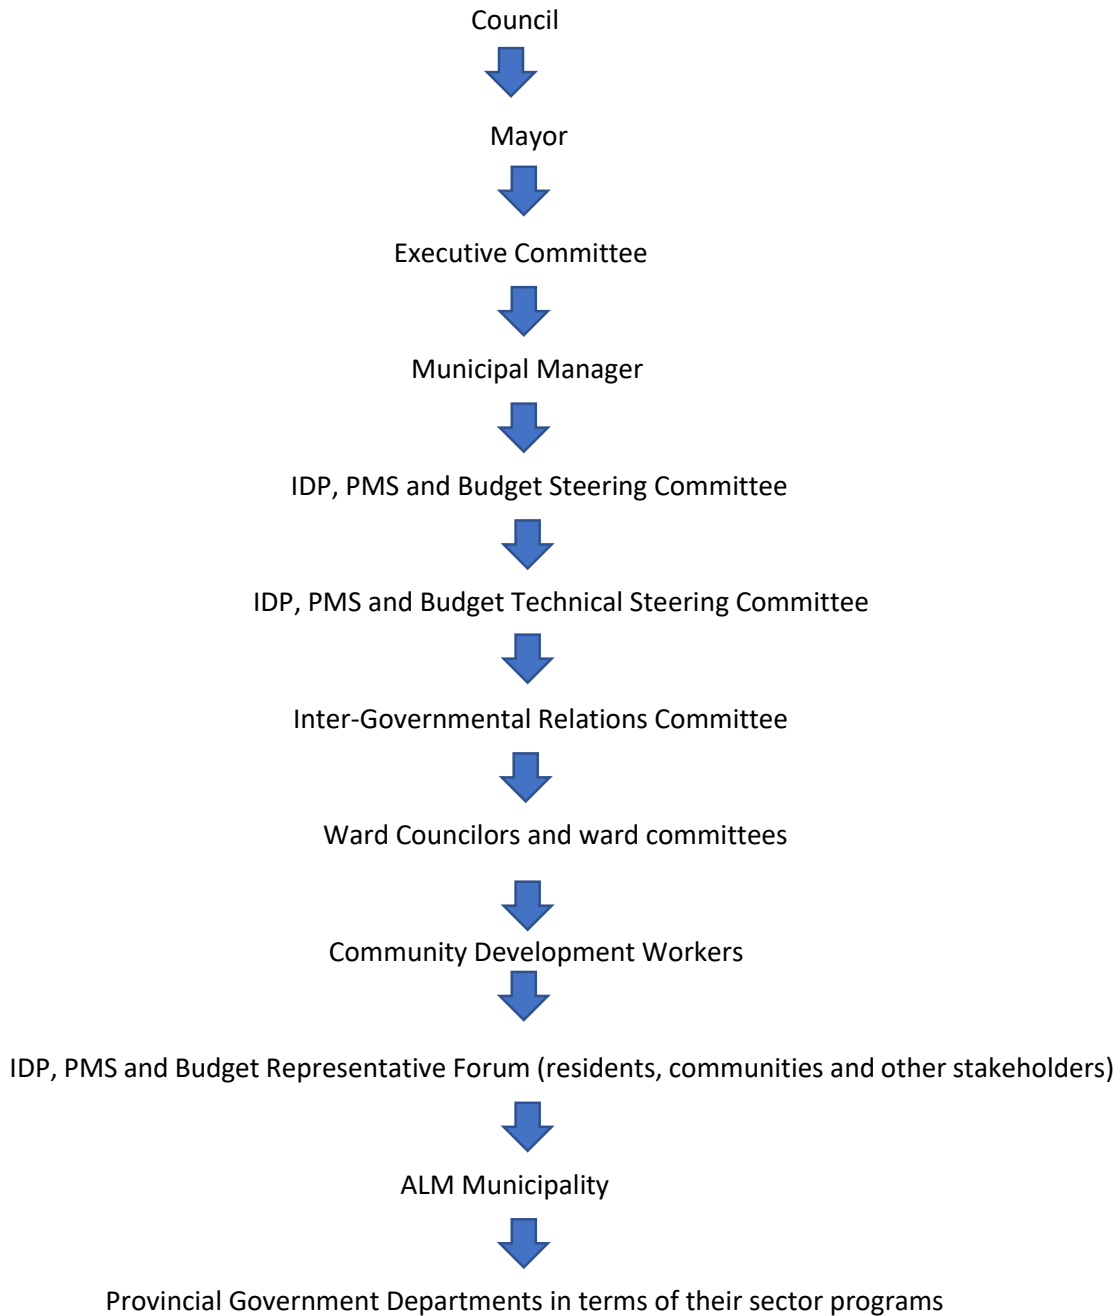 Council
Mayor
Executive Committee
Municipal Manager
IDP, PMS and Budget Steering Committee
IDP, PMS and Budget Technical Steering Committee
Inter-Governmental Relations Committee
Ward Councilors and ward committees
Community Development Workers
IDP, PMS and Budget Representative Forum (residents, communities and other stakeholders)
ALM Municipality
Provincial Government Departments in terms of their sector programs